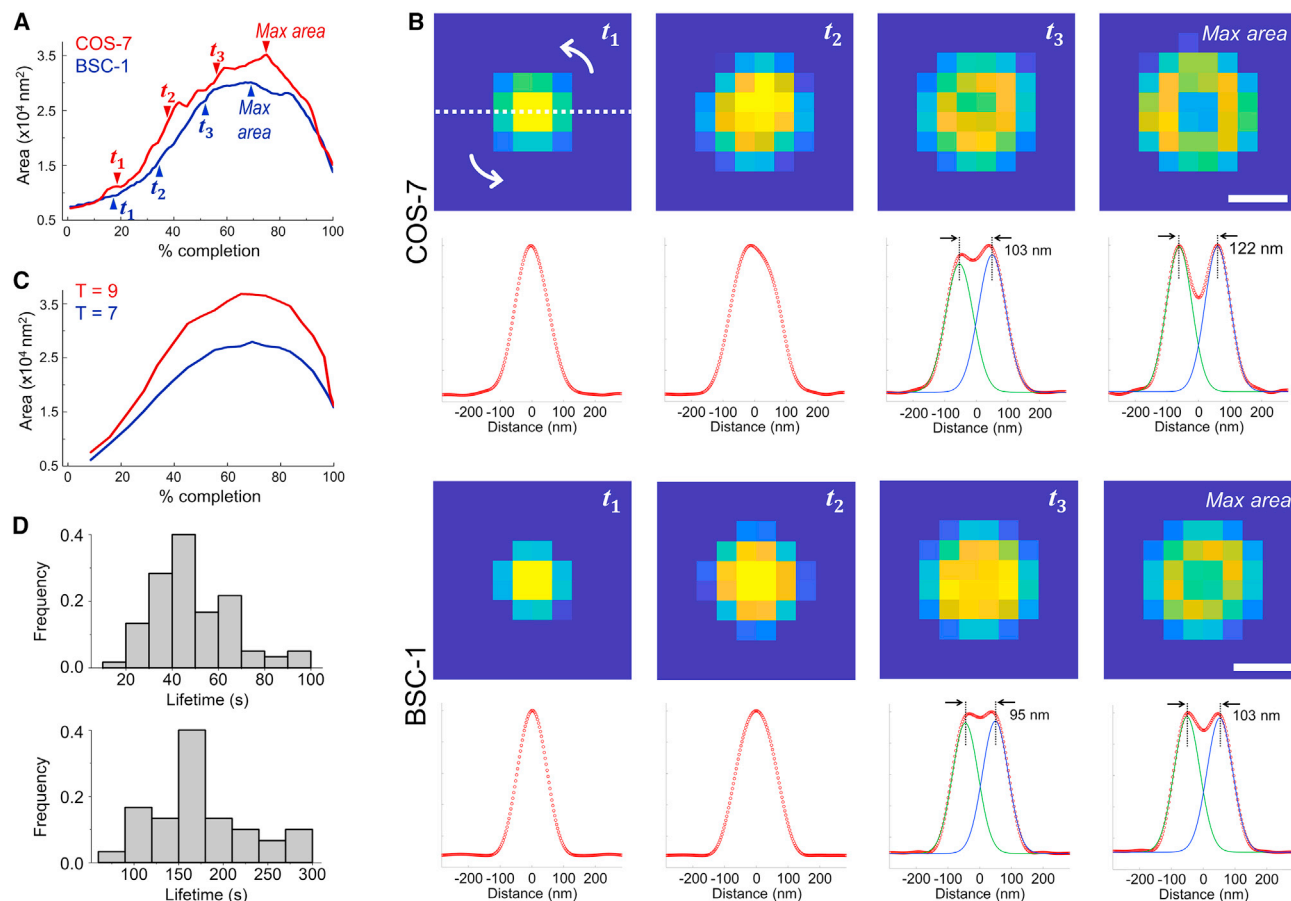 A
COS-7
BSC-1
Max area
t1
t2
t3
t1
t2
t3
Max
area
Area (x10⁴ nm²)
3.5
2.5
1.5
0.5
0 20 40 60 80 100
% completion
B
COS-7
t1
t2
t3
Max area
103 nm
122 nm
-200 -100 0 100 200
Distance (nm)
-200 -100 0 100 200
Distance (nm)
-200 -100 0 100 200
Distance (nm)
-200 -100 0 100 200
Distance (nm)
C
T = 9
T = 7
Area (x10⁴ nm²)
3.5
2.5
1.5
0.5
0 20 40 60 80 100
% completion
D
Frequency
0.4
0.2
0.0
20 40 60 80 100
Lifetime (s)
Frequency
0.4
0.2
0.0
100 150 200 250 300
Lifetime (s)
BSC-1
t1
t2
t3
Max area
95 nm
103 nm
-200 -100 0 100 200
Distance (nm)
-200 -100 0 100 200
Distance (nm)
-200 -100 0 100 200
Distance (nm)
-200 -100 0 100 200
Distance (nm)